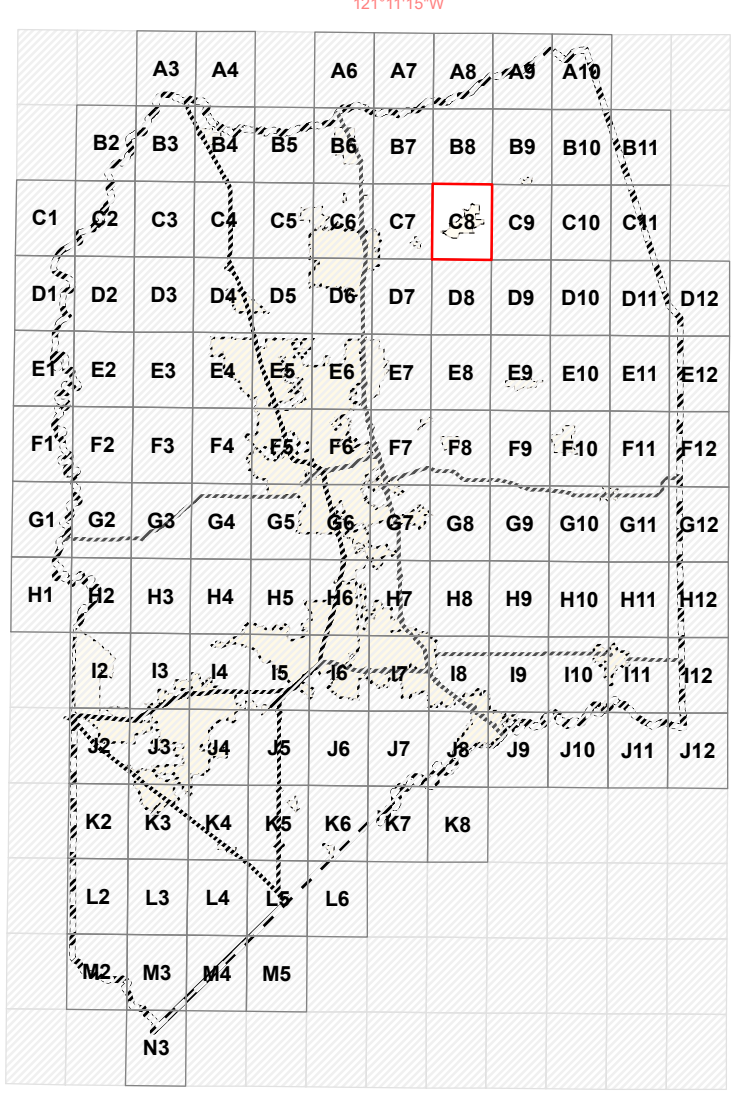 121°11'15"W
A3 A4 A6 A7 A8 A9 A10
B2 B3 B4 B5 B6 B7 B8 B9 B10 B11
C1 C2 C3 C4 C5 C6 C7 C8 C9 C10 C11
D1 D2 D3 D4 D5 D6 D7 D8 D9 D10 D11 D12
E1 E2 E3 E4 E5 E6 E7 E8 E9 E10 E11 E12
F1 F2 F3 F4 F5 F6 F7 F8 F9 F10 F11 F12
G1 G2 G3 G4 G5 G6 G7 G8 G9 G10 G11 G12
H1 H2 H3 H4 H5 H6 H7 H8 H9 H10 H11 H12
I2 I3 I4 I5 I6 I7 I8 I9 I10 I11 I12
J2 J3 J4 J5 J6 J7 J8 J9 J10 J11 J12
K2 K3 K4 K5 K6 K7 K8
L2 L3 L4 L5 L6
M2 M3 M4 M5
N3